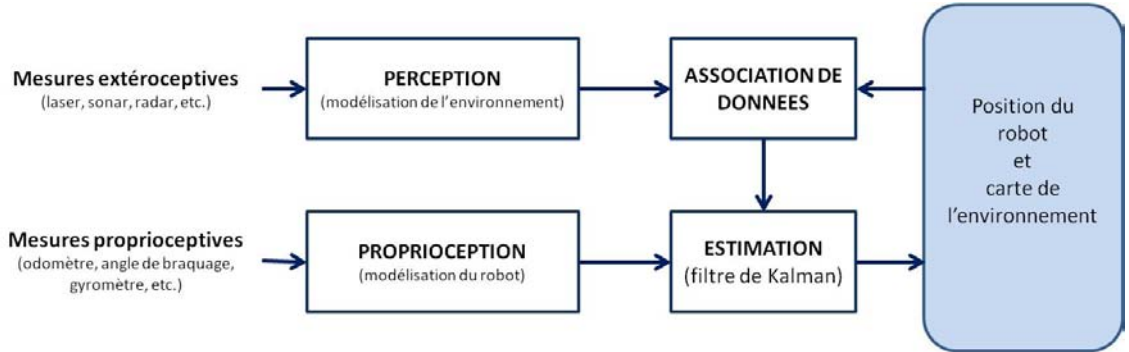 Mesures extéroceptives
(laser, sonar, radar, etc.)
PERCEPTION
(modélisation de l'environnement)
ASSOCIATION DE
DONNEES
Position du
robot
et
carte de
l'environnement
Mesures proprioceptives
(odomètre, angle de braquage,
gyromètre, etc.)
PROPRIOCEPTION
(modélisation du robot)
ESTIMATION
(filtre de Kalman)